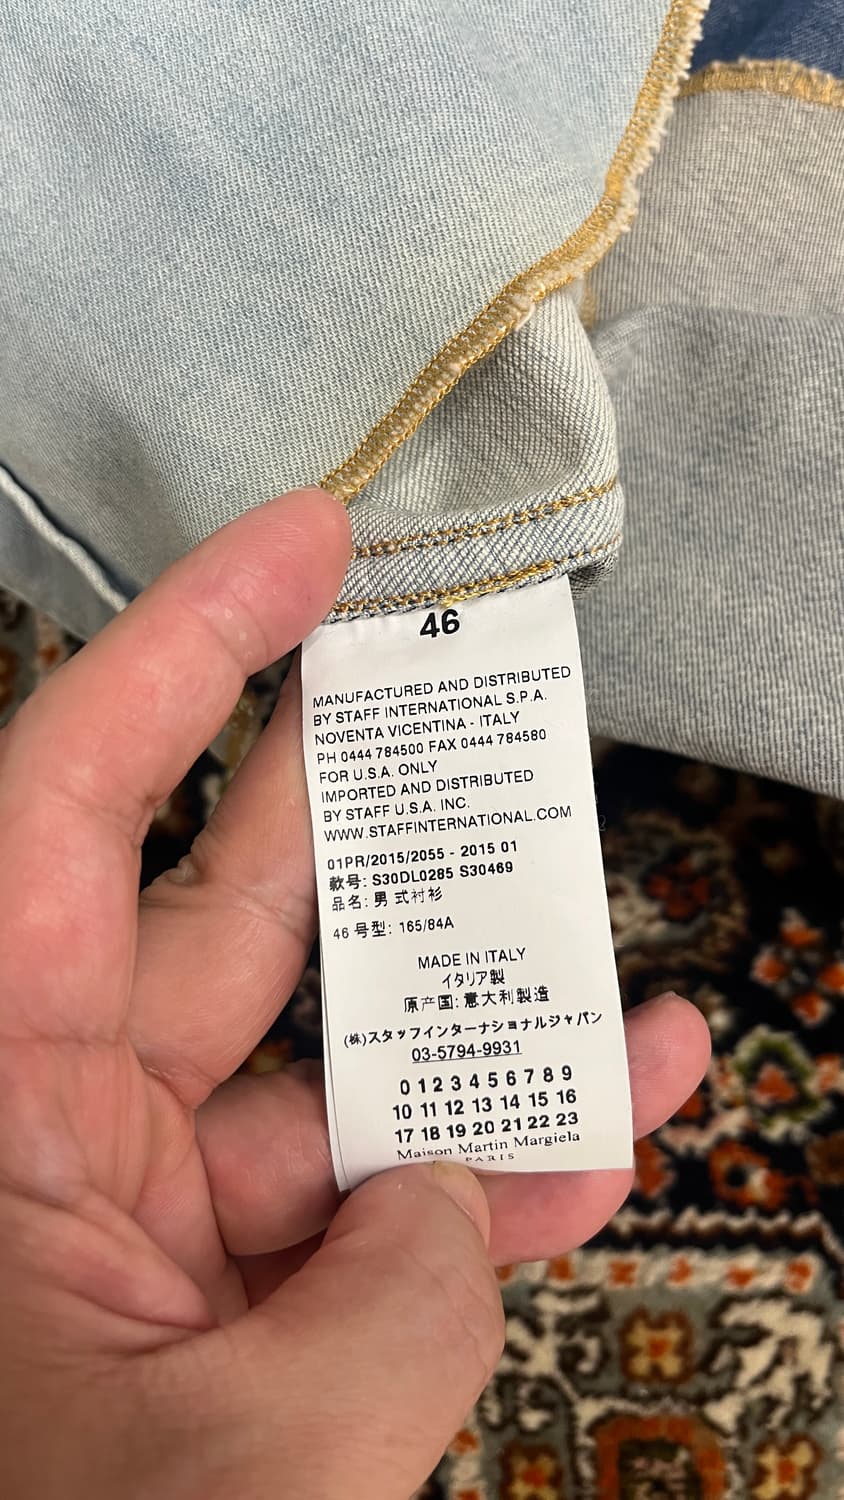 46
MANUFACTURED AND DISTRIBUTED
BY STAFF INTERNATIONAL S.P.A.
NOVENTA VICENTINA - ITALY
PH 0444 784500 FAX 0444 784580
FOR U.S.A. ONLY
IMPORTED AND DISTRIBUTED
BY STAFF U.S.A. INC.
WWW.STAFFINTERNATIONAL.COM
01PR/2015/2055 - 2015 01
款号: S30DL0285 S30469
品名: 男 式衬衫
46 号型: 165/84A
MADE IN ITALY
イタリア製
原产国: 意大利製造
(株)スタッフインターナショナルジャパン
03-5794-9931
0 1 2 3 4 5 6 7 8 9
10 11 12 13 14 15 16
17 18 19 20 21 22 23
Maison Martin Margiela
PARIS